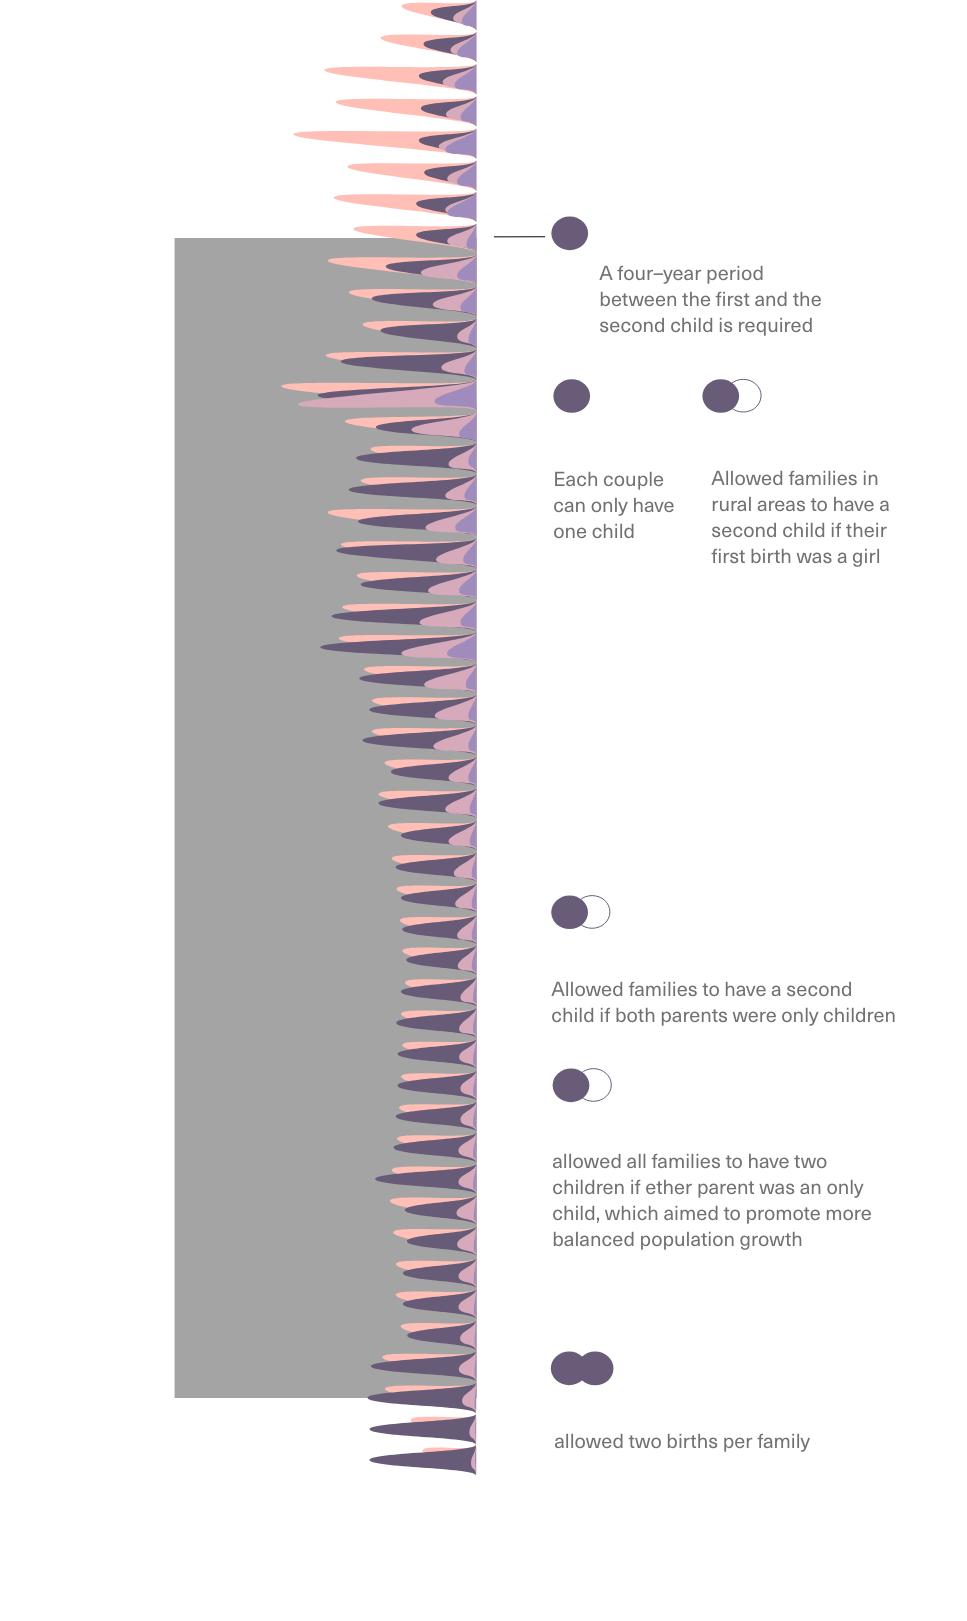 A four–year period
between the first and the
second child is required
Each couple
can only have
one child
Allowed families in
rural areas to have a
second child if their
first birth was a girl
Allowed families to have a second
child if both parents were only children
allowed all families to have two
children if ether parent was an only
child, which aimed to promote more
balanced population growth
allowed two births per family